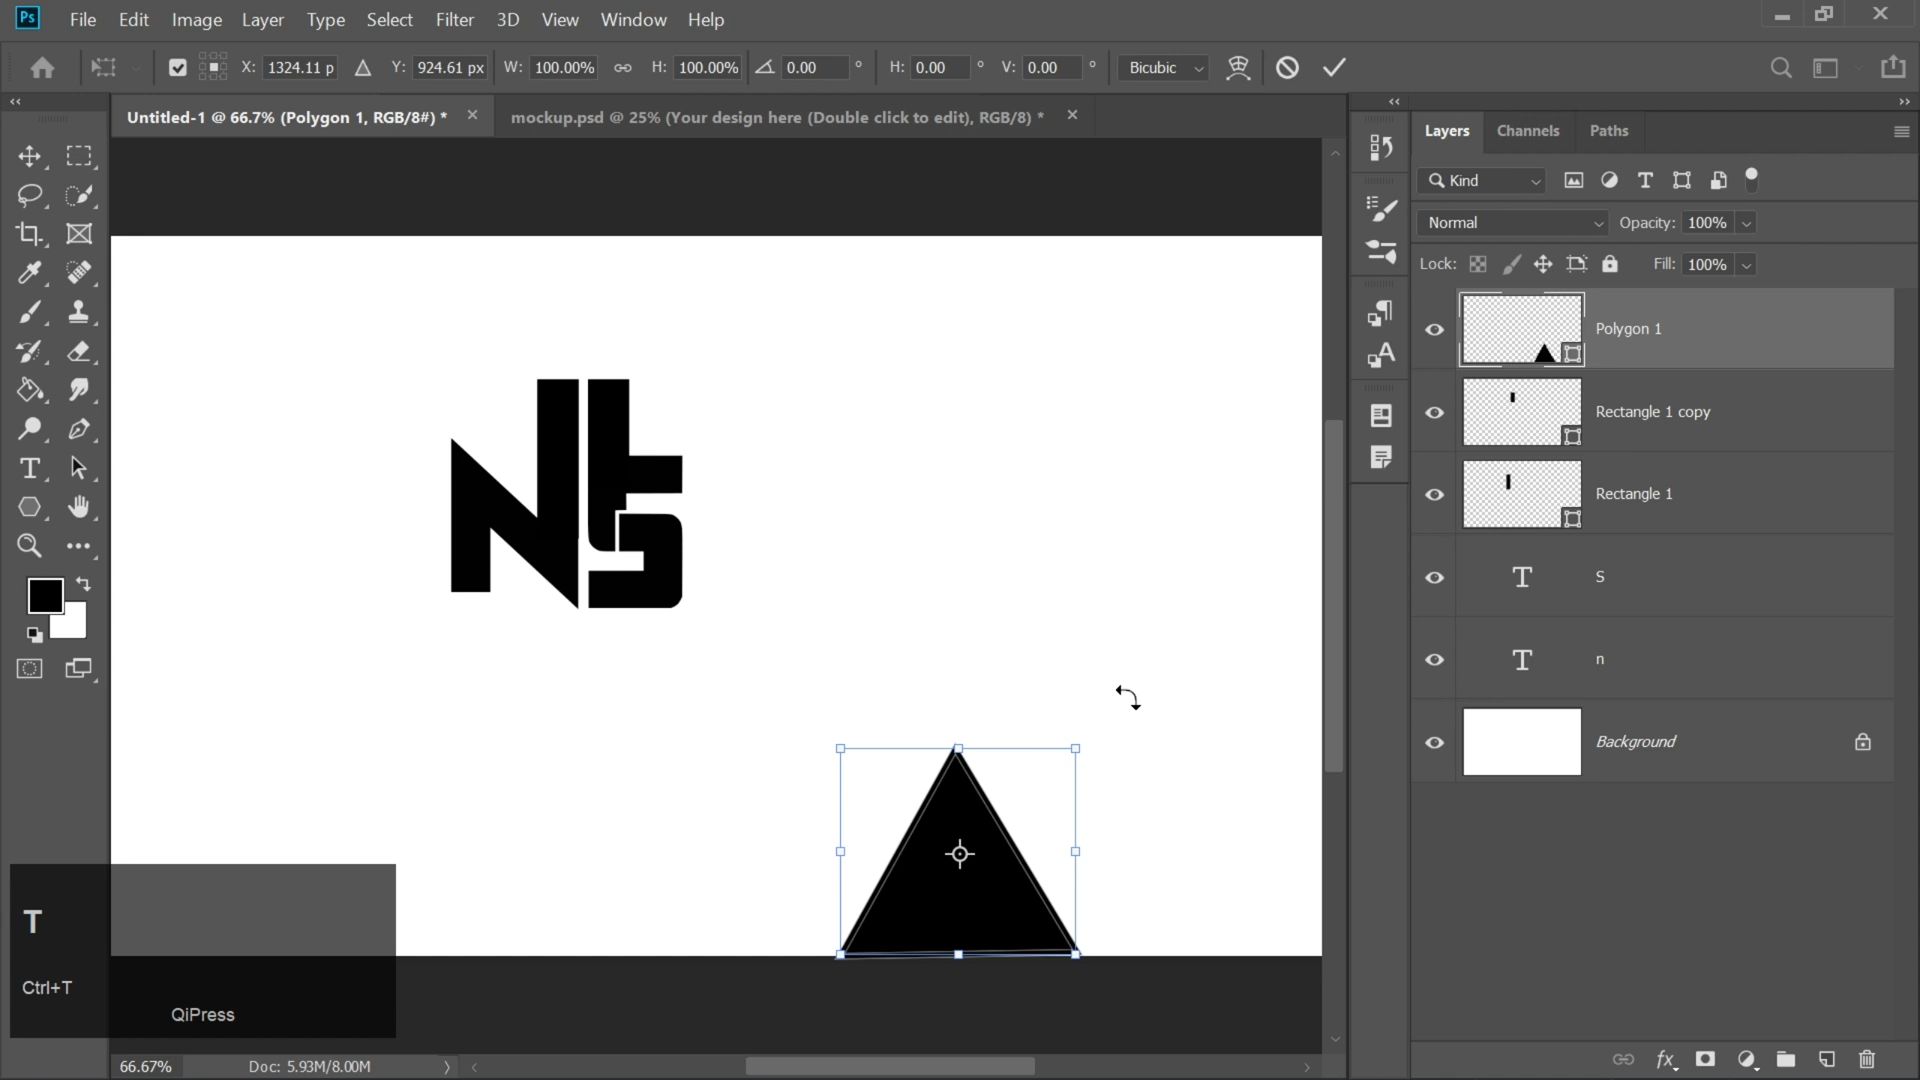 Ps File Edit Image Layer Type Select Filter 3D View Window Help
X: 1324.11 p Y: 924.61 px W: 100.00% H: 100.00% 0.00 ° H: 0.00 ° V: 0.00 ° Bicubic
Untitled-1 @ 66.7% (Polygon 1, RGB/8#) * mockup.psd @ 25% (Your design here (Double click to edit), RGB/8) *
Layers Channels Paths
Kind
Normal Opacity: 100%
Lock: Fill: 100%
Polygon 1
Rectangle 1 copy
Rectangle 1
T S
T n
Background
T
Ctrl+T
QiPress
66.67% Doc: 5.93M/8.00M